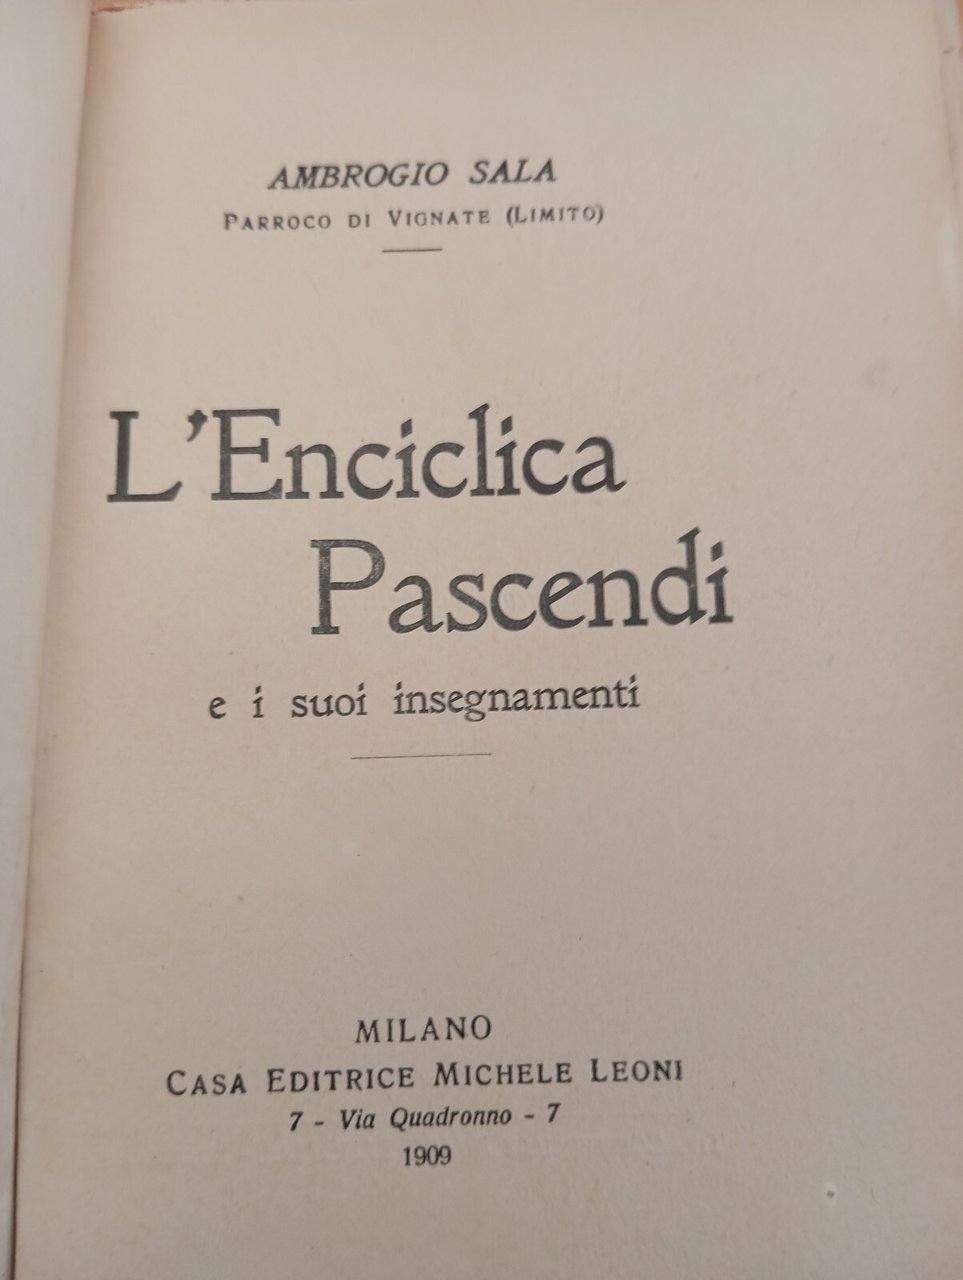 AMBROGIO SALA
PARROCO DI VIGNATE (LIMITO)
L'Enciclica
Pascendi
e i suoi insegnamenti
MILANO
CASA EDITRICE MICHELE LEONI
7 - Via Quadronno - 7
1909